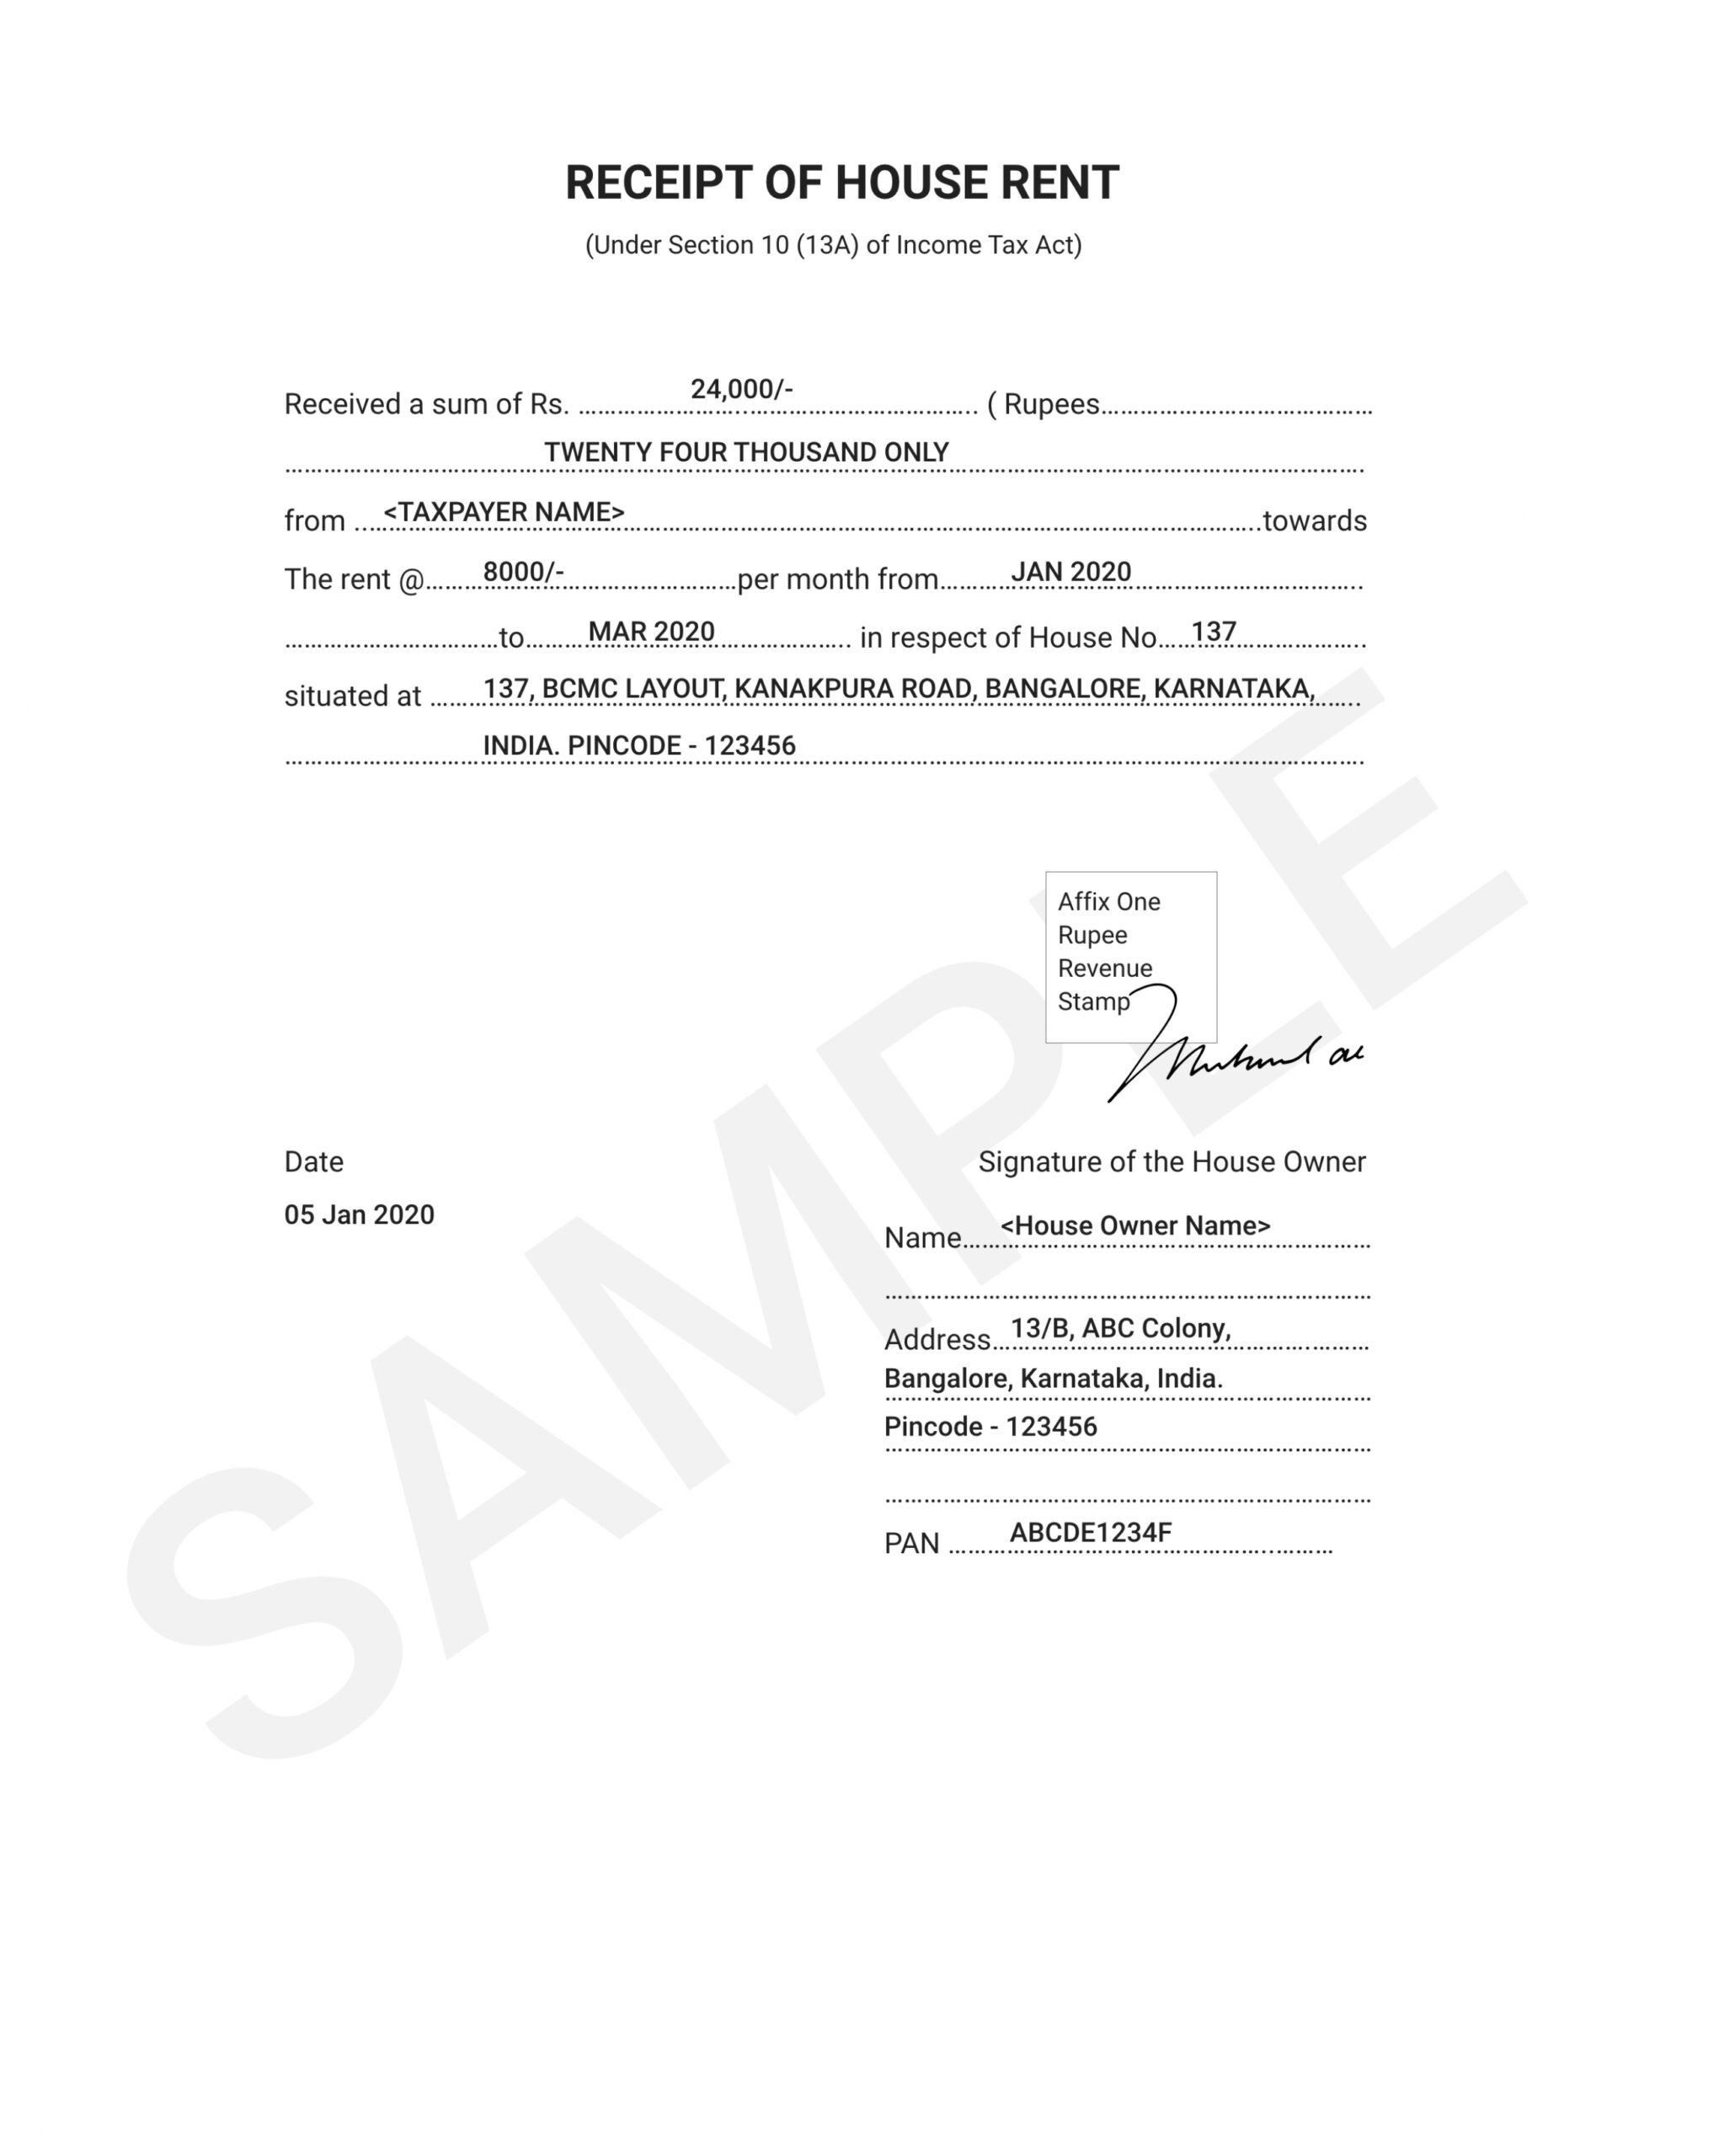 RECEIPT OF HOUSE RENT
(Under Section 10 (13A) of Income Tax Act)
Received a sum of Rs. 24,000/- ( Rupees
TWENTY FOUR THOUSAND ONLY
from <TAXPAYER NAME> towards
The rent @ 8000/- per month from JAN 2020
to MAR 2020 in respect of House No. 137
situated at 137, BCMC LAYOUT, KANAKPURA ROAD, BANGALORE, KARNATAKA,
INDIA. PINCODE - 123456
Affix One
Rupee
Revenue
Stamp
Date
Signature of the House Owner
05 Jan 2020
Name <House Owner Name>
Address 13/B, ABC Colony,
Bangalore, Karnataka, India.
Pincode - 123456
PAN ABCDE1234F
SAMPLE